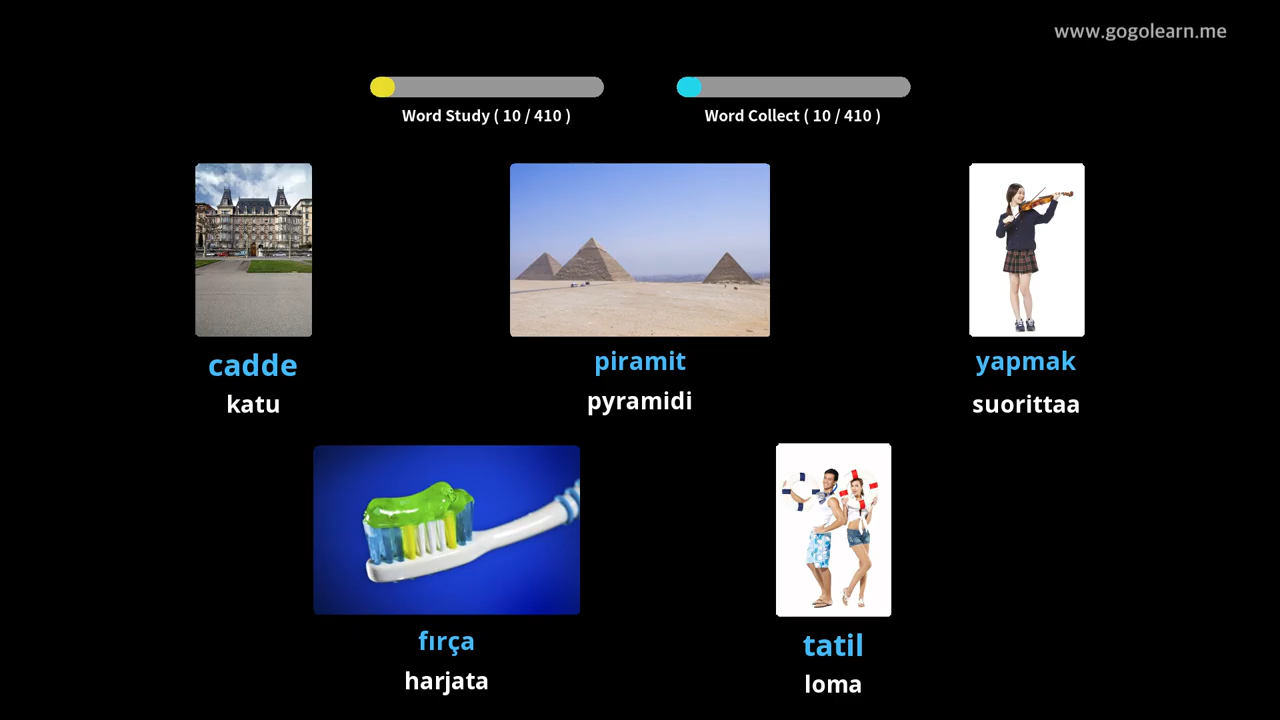 www.gogolearn.me
Word Study ( 10 / 410 )
Word Collect ( 10 / 410 )
cadde
katu
piramit
pyramidi
yapmak
suorittaa
fırça
harjata
tatil
loma